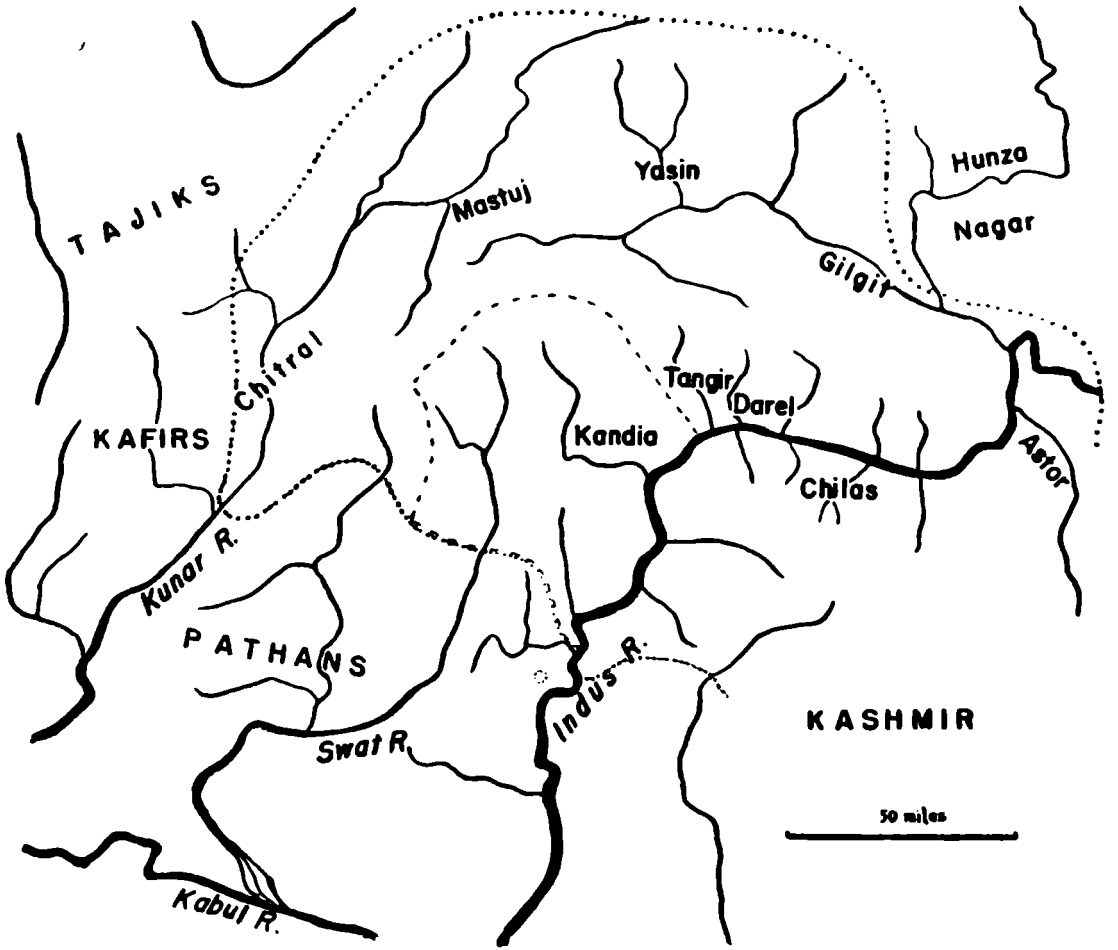 Hunza
Yasin
TAJIKS
Mastuj
Nagar
Gilgit
Chitral
Tangir
Darel
KAFIRS
Kandia
Astor
Chilas
Kunar R.
PATHANS
Indus R.
KASHMIR
Swat R.
50 miles
Kabul R.